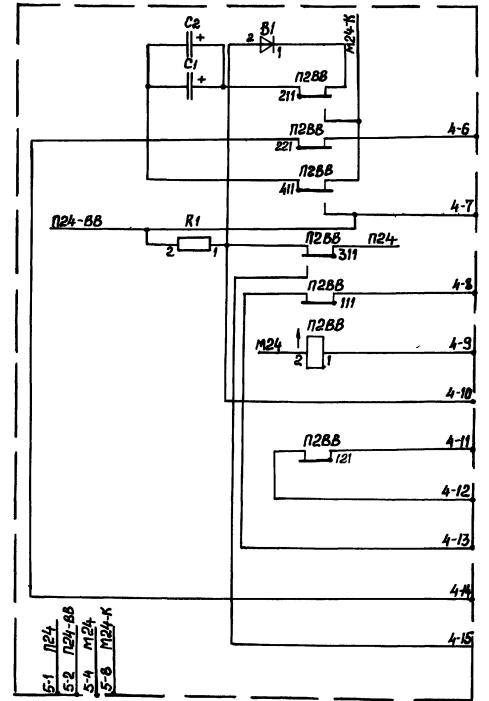 C2
+
2
В1
1
М24-К
C1
+
П2ВВ
211
П2ВВ
4-6
221
П2ВВ
411
4-7
П24-ВВ
R1
П2ВВ
П24
2
1
311
П2ВВ
4-8
111
П2ВВ
М24
4-9
2
1
4-10
П2ВВ
4-11
121
4-12
4-13
4-14
4-15
5-1 П24
5-2 П24-ВВ
5-4 М24
5-8 М24-К